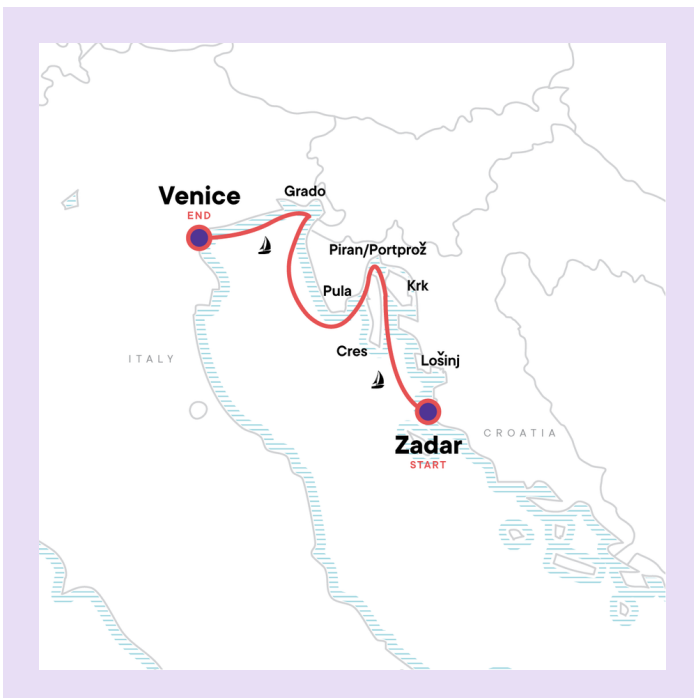 Venice
END
Grado
Piran/Portprož
Pula
Krk
Cres
Lošinj
ITALY
Zadar
START
CROATIA